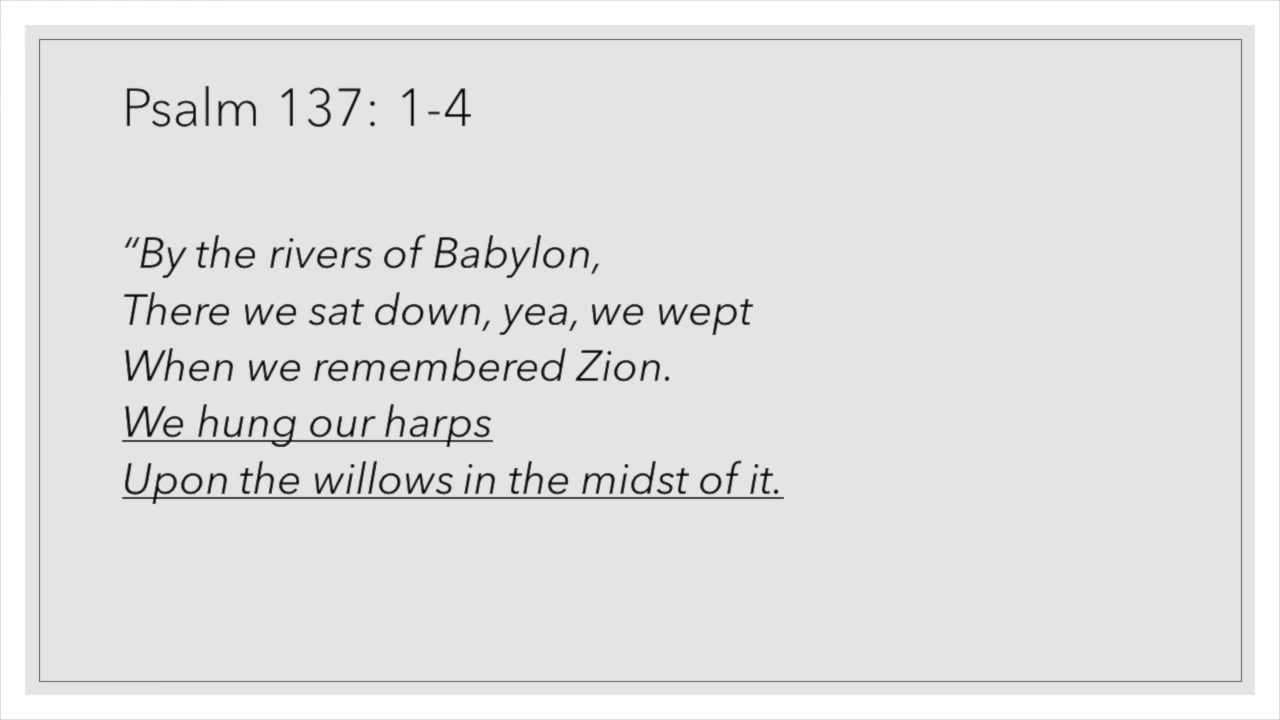 Psalm 137: 1-4
“By the rivers of Babylon,
There we sat down, yea, we wept
When we remembered Zion.
We hung our harps
Upon the willows in the midst of it.